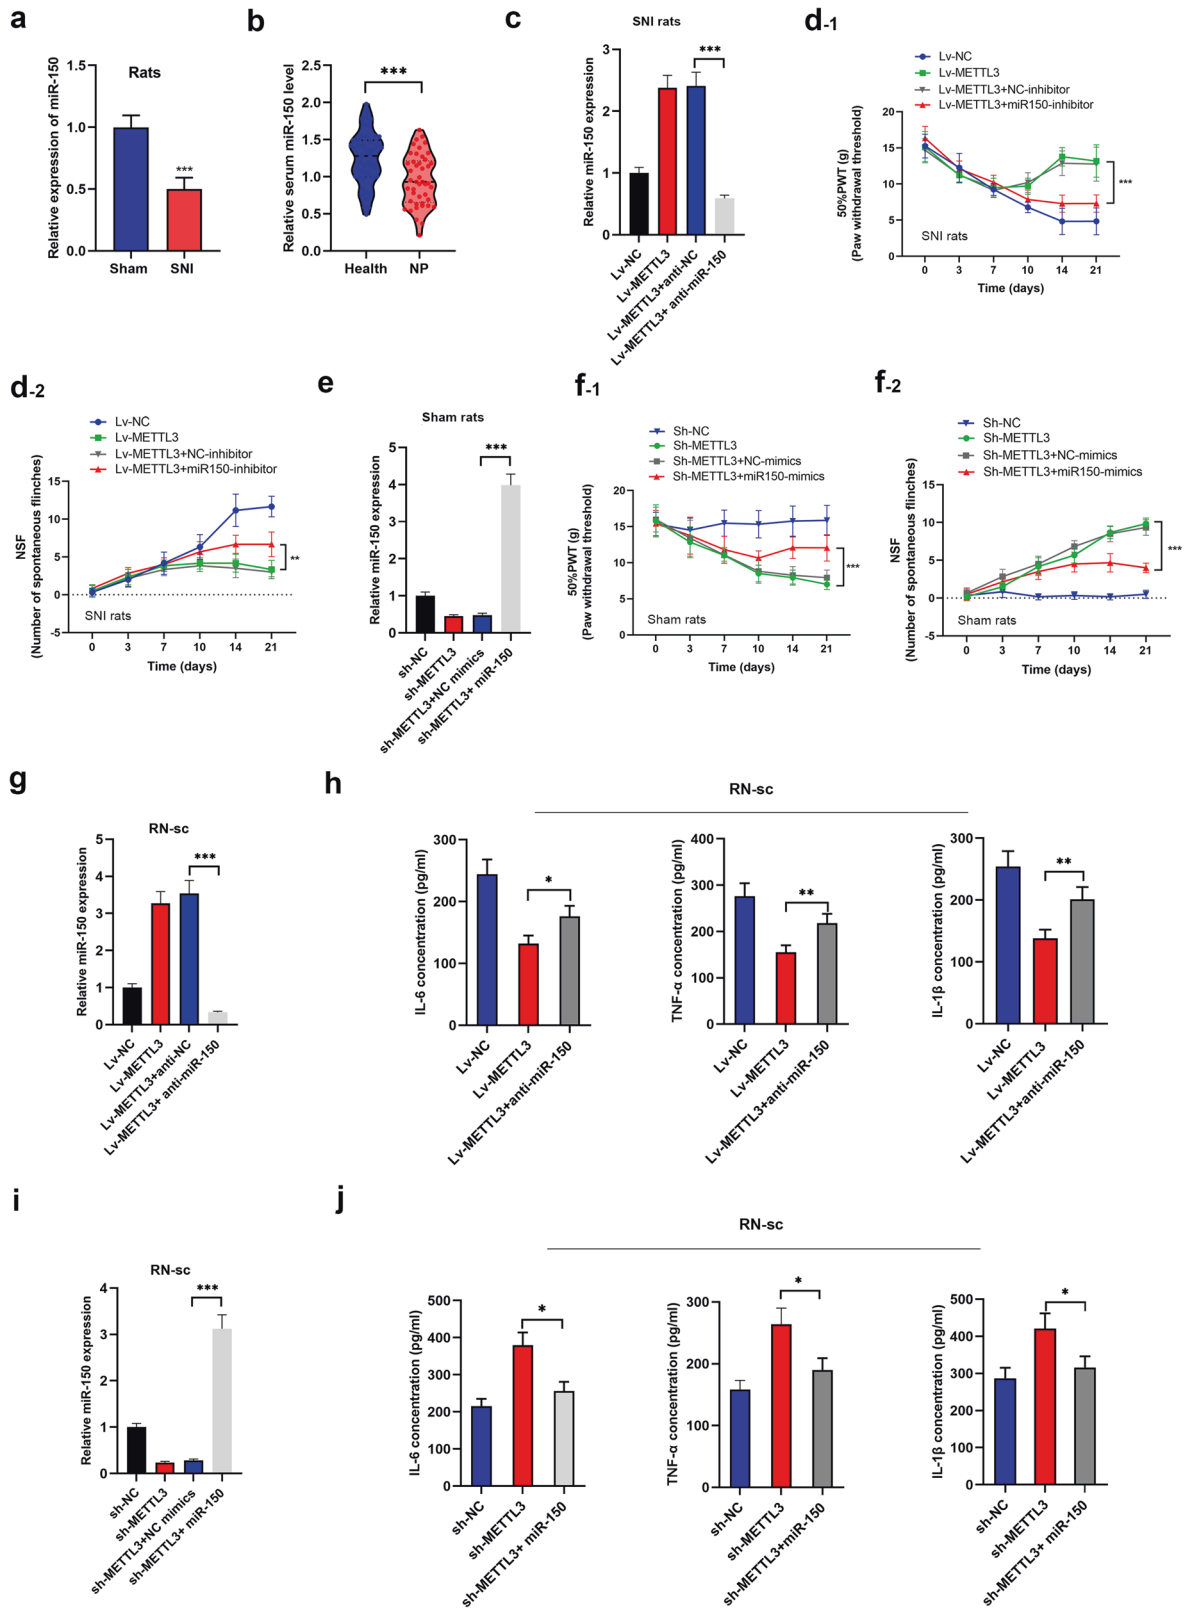 a
Relative expression of miR-150
Rats
1.5
1.0
0.5
0.0
***
Sham
SNI
b
Relative serum miR-150 level
2.5
2.0
1.5
1.0
0.5
0.0
***
Health
NP
c
SNI rats
Relative miR-150 expression
3
2
1
0
***
Lv-NC
Lv-METTL3
Lv-METTL3+anti-NC
Lv-METTL3+ anti-miR-150
d-1
Lv-NC
Lv-METTL3
Lv-METTL3+NC-inhibitor
Lv-METTL3+miR150-inhibitor
50%PWT (g)
(Paw withdrawal threshold)
20
15
10
5
0
***
SNI rats
0 3 7 10 14 21
Time (days)
d-2
Lv-NC
Lv-METTL3
Lv-METTL3+NC-inhibitor
Lv-METTL3+miR150-inhibitor
NSF
(Number of spontaneous flinches)
15
10
5
0
-5
**
SNI rats
0 3 7 10 14 21
Time (days)
e
Sham rats
Relative miR-150 expression
5
4
3
2
1
0
***
sh-NC
sh-METTL3
sh-METTL3+NC mimics
sh-METTL3+ miR-150
f-1
Sh-NC
Sh-METTL3
Sh-METTL3+NC-mimics
Sh-METTL3+miR150-mimics
50%PWT (g)
(Paw withdrawal threshold)
20
15
10
5
0
***
Sham rats
0 3 7 10 14 21
Time (days)
f-2
Sh-NC
Sh-METTL3
Sh-METTL3+NC-mimics
Sh-METTL3+miR150-mimics
NSF
(Number of spontaneous flinches)
15
10
5
0
-5
***
Sham rats
0 3 7 10 14 21
Time (days)
g
RN-sc
Relative miR-150 expression
5
4
3
2
1
0
***
Lv-NC
Lv-METTL3
Lv-METTL3+anti-NC
Lv-METTL3+ anti-miR-150
h
RN-sc
IL-6 concentration (pg/ml)
300
200
100
0
*
Lv-NC
Lv-METTL3
Lv-METTL3+anti-miR-150
TNF-α concentration (pg/ml)
400
300
200
100
0
**
Lv-NC
Lv-METTL3
Lv-METTL3+anti-miR-150
IL-1β concentration (pg/ml)
300
200
100
0
**
Lv-NC
Lv-METTL3
Lv-METTL3+anti-miR-150
i
RN-sc
Relative miR-150 expression
4
3
2
1
0
***
sh-NC
sh-METTL3
sh-METTL3+NC mimics
sh-METTL3+ miR-150
j
RN-sc
IL-6 concentration (pg/ml)
500
400
300
200
100
0
*
sh-NC
sh-METTL3
sh-METTL3+ miR-150
TNF-α concentration (pg/ml)
300
200
100
0
*
sh-NC
sh-METTL3
sh-METTL3+miR-150
IL-1β concentration (pg/ml)
500
400
300
200
100
0
*
sh-NC
sh-METTL3
sh-METTL3+ miR-150